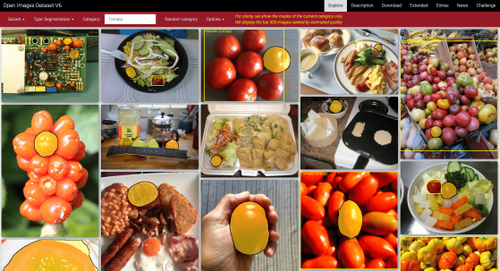 Open Images Dataset V6
Explore Description Download Extended Extras News Challenge
Subset Type: Segmentation Category Tomato Random category Options
For clarity, we show the masks of the current category only
We display the top 500 images ranked by estimated quality